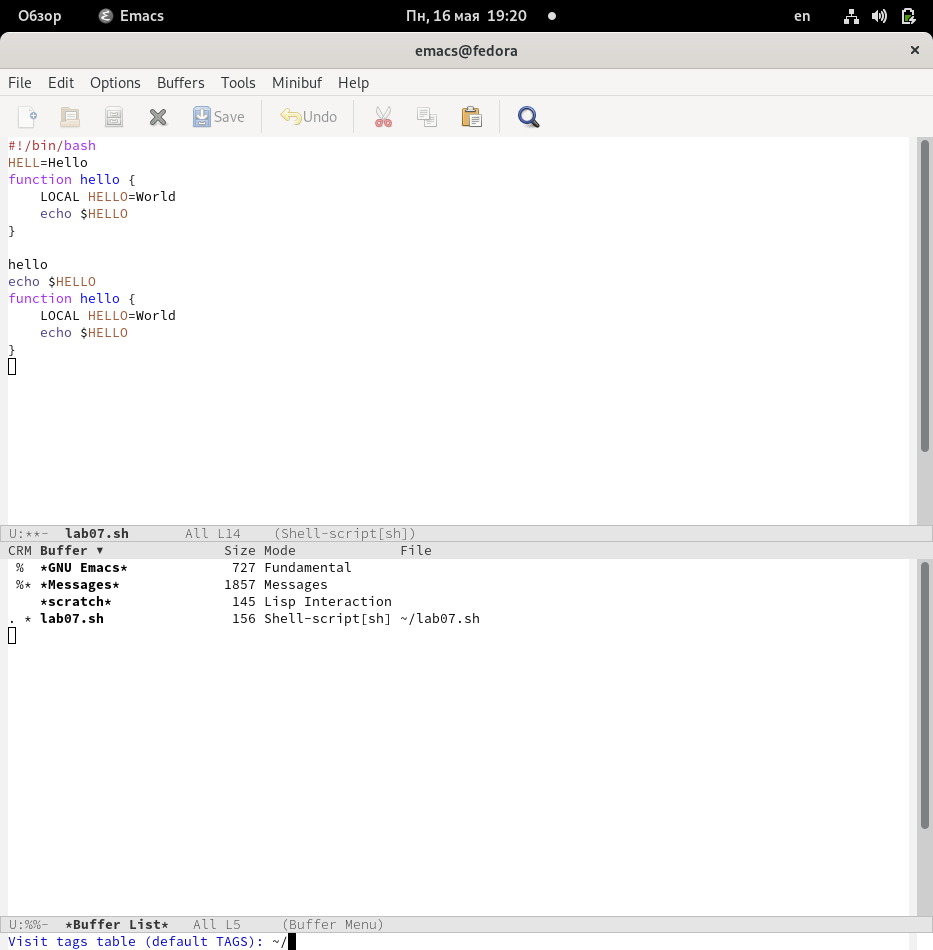 Обзор Emacs Пн, 16 мая 19:20 en
emacs@fedora
File Edit Options Buffers Tools Minibuf Help
Save Undo
#!/bin/bash
HELL=Hello
function hello {
    LOCAL HELLO=World
    echo $HELLO
}
hello
echo $HELLO
function hello {
    LOCAL HELLO=World
    echo $HELLO
}
U:**-  lab07.sh       All L14    (Shell-script[sh])
CRM Buffer ▼               Size Mode             File
 %  *GNU Emacs*             727 Fundamental
 %* *Messages*             1857 Messages
    *scratch*               145 Lisp Interaction
. * lab07.sh                156 Shell-script[sh] ~/lab07.sh
U:%%-  *Buffer List*   All L5     (Buffer Menu)
Visit tags table (default TAGS): ~/